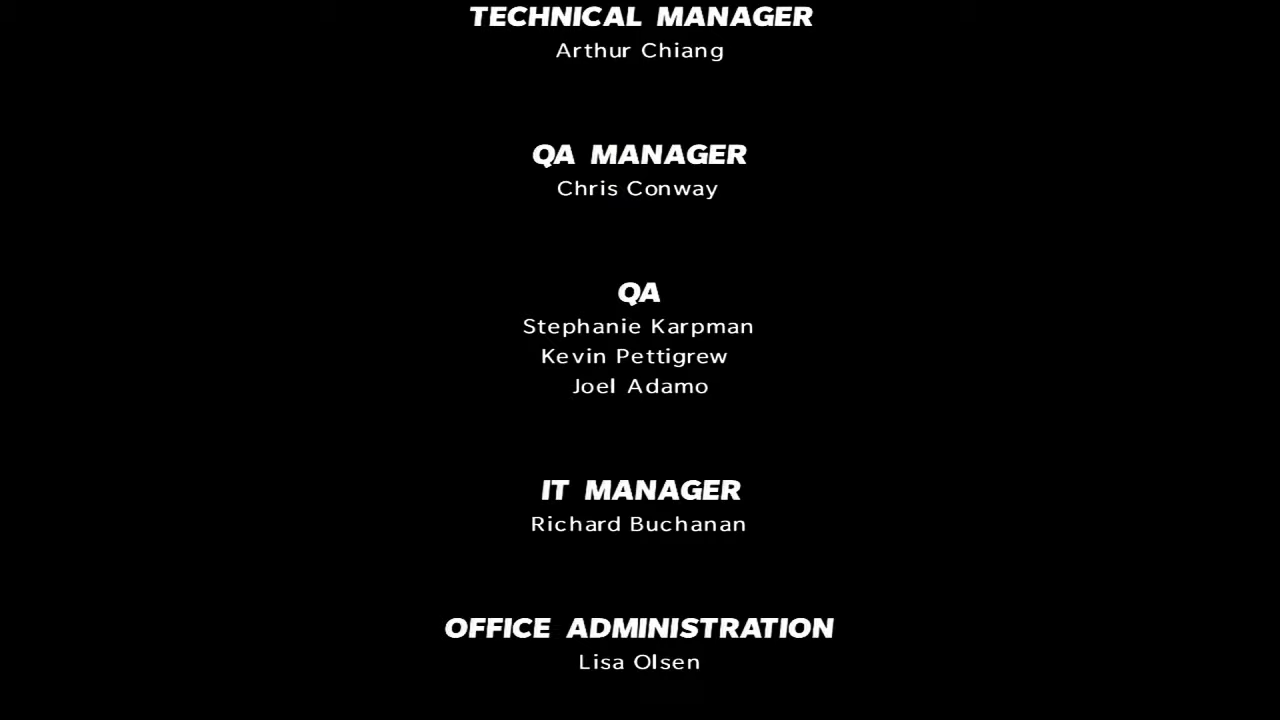 TECHNICAL MANAGER
Arthur Chiang
QA MANAGER
Chris Conway
QA
Stephanie Karpman
Kevin Pettigrew
Joel Adamo
IT MANAGER
Richard Buchanan
OFFICE ADMINISTRATION
Lisa Olsen